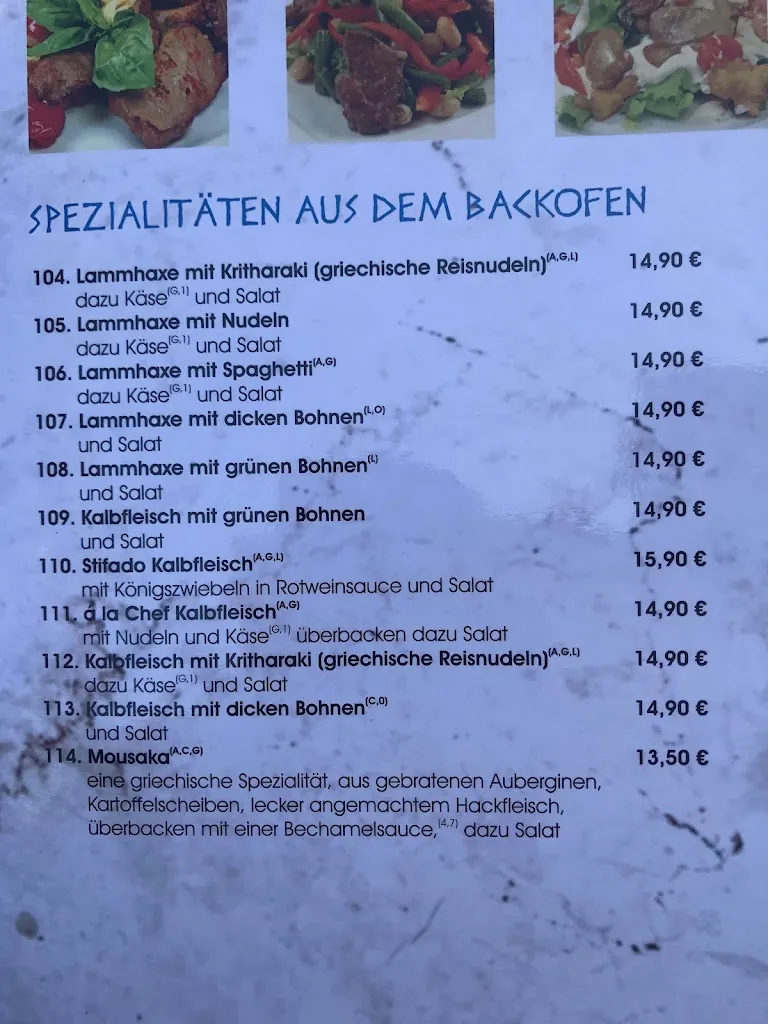 SPEZIALITÄTEN AUS DEM BACKOFEN
104. Lammhaxe mit Kritharaki (griechische Reisnudeln)(A,G,L) 14,90 €
dazu Käse(G,1) und Salat
105. Lammhaxe mit Nudeln 14,90 €
dazu Käse(G,1) und Salat
106. Lammhaxe mit Spaghetti(A,G) 14,90 €
dazu Käse(G,1) und Salat
107. Lammhaxe mit dicken Bohnen(L,O) 14,90 €
und Salat
108. Lammhaxe mit grünen Bohnen(L) 14,90 €
und Salat
109. Kalbfleisch mit grünen Bohnen 14,90 €
und Salat
110. Stifado Kalbfleisch(A,G,L) 15,90 €
mit Königszwiebeln in Rotweinsauce und Salat
111. á la Chef Kalbfleisch(A,G) 14,90 €
mit Nudeln und Käse(G,1) überbacken dazu Salat
112. Kalbfleisch mit Kritharaki (griechische Reisnudeln)(A,G,L) 14,90 €
dazu Käse(G,1) und Salat
113. Kalbfleisch mit dicken Bohnen(C,0) 14,90 €
und Salat
114. Mousaka(A,C,G) 13,50 €
eine griechische Spezialität, aus gebratenen Auberginen,
Kartoffelscheiben, lecker angemachtem Hackfleisch,
überbacken mit einer Bechamelsauce,(4,7) dazu Salat